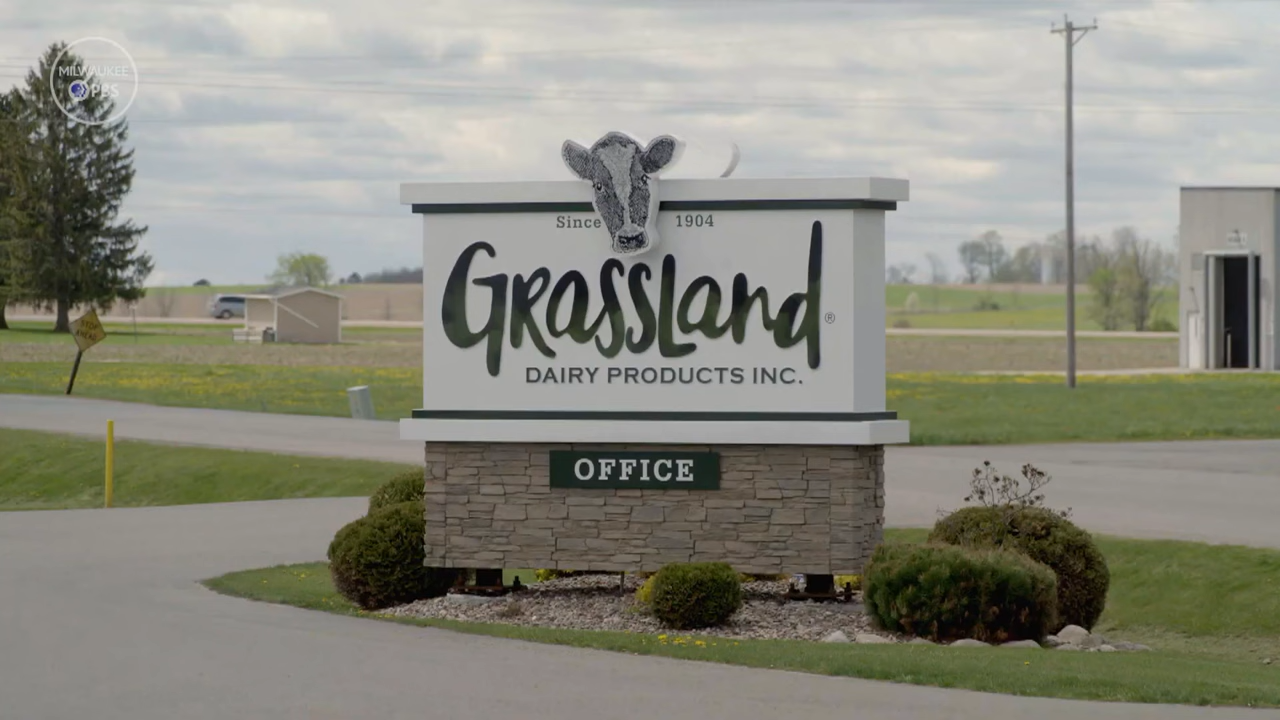 MILWAUKEE
PBS
Since 1904
Grassland®
DAIRY PRODUCTS INC.
OFFICE